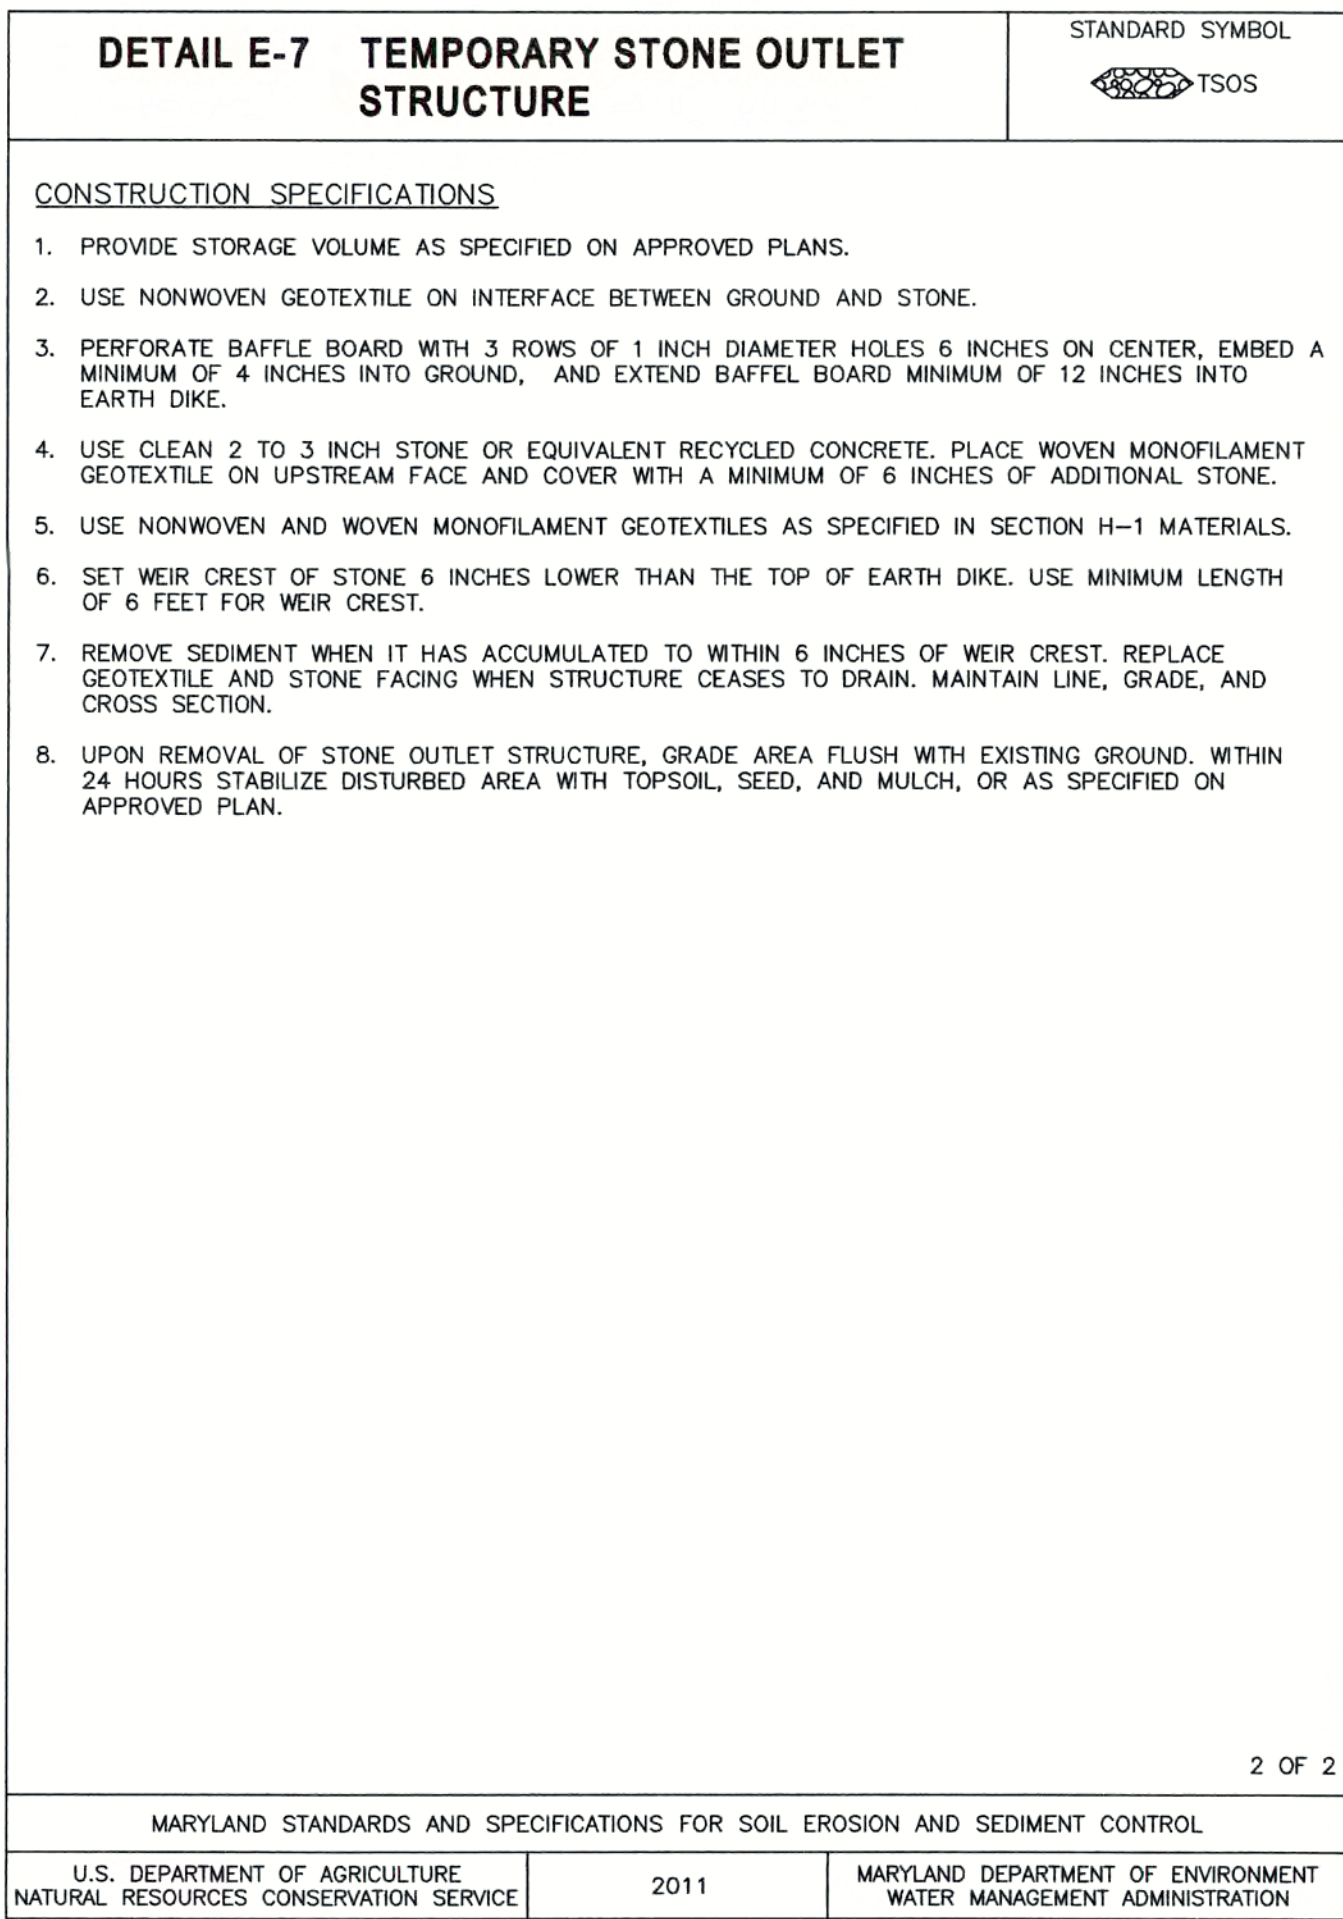 DETAIL E-7 TEMPORARY STONE OUTLET
STRUCTURE
STANDARD SYMBOL
TSOS
CONSTRUCTION SPECIFICATIONS
1. PROVIDE STORAGE VOLUME AS SPECIFIED ON APPROVED PLANS.
2. USE NONWOVEN GEOTEXTILE ON INTERFACE BETWEEN GROUND AND STONE.
3. PERFORATE BAFFLE BOARD WITH 3 ROWS OF 1 INCH DIAMETER HOLES 6 INCHES ON CENTER, EMBED A
MINIMUM OF 4 INCHES INTO GROUND, AND EXTEND BAFFEL BOARD MINIMUM OF 12 INCHES INTO
EARTH DIKE.
4. USE CLEAN 2 TO 3 INCH STONE OR EQUIVALENT RECYCLED CONCRETE. PLACE WOVEN MONOFILAMENT
GEOTEXTILE ON UPSTREAM FACE AND COVER WITH A MINIMUM OF 6 INCHES OF ADDITIONAL STONE.
5. USE NONWOVEN AND WOVEN MONOFILAMENT GEOTEXTILES AS SPECIFIED IN SECTION H-1 MATERIALS.
6. SET WEIR CREST OF STONE 6 INCHES LOWER THAN THE TOP OF EARTH DIKE. USE MINIMUM LENGTH
OF 6 FEET FOR WEIR CREST.
7. REMOVE SEDIMENT WHEN IT HAS ACCUMULATED TO WITHIN 6 INCHES OF WEIR CREST. REPLACE
GEOTEXTILE AND STONE FACING WHEN STRUCTURE CEASES TO DRAIN. MAINTAIN LINE, GRADE, AND
CROSS SECTION.
8. UPON REMOVAL OF STONE OUTLET STRUCTURE, GRADE AREA FLUSH WITH EXISTING GROUND. WITHIN
24 HOURS STABILIZE DISTURBED AREA WITH TOPSOIL, SEED, AND MULCH, OR AS SPECIFIED ON
APPROVED PLAN.
2 OF 2
MARYLAND STANDARDS AND SPECIFICATIONS FOR SOIL EROSION AND SEDIMENT CONTROL
U.S. DEPARTMENT OF AGRICULTURE
NATURAL RESOURCES CONSERVATION SERVICE
2011
MARYLAND DEPARTMENT OF ENVIRONMENT
WATER MANAGEMENT ADMINISTRATION